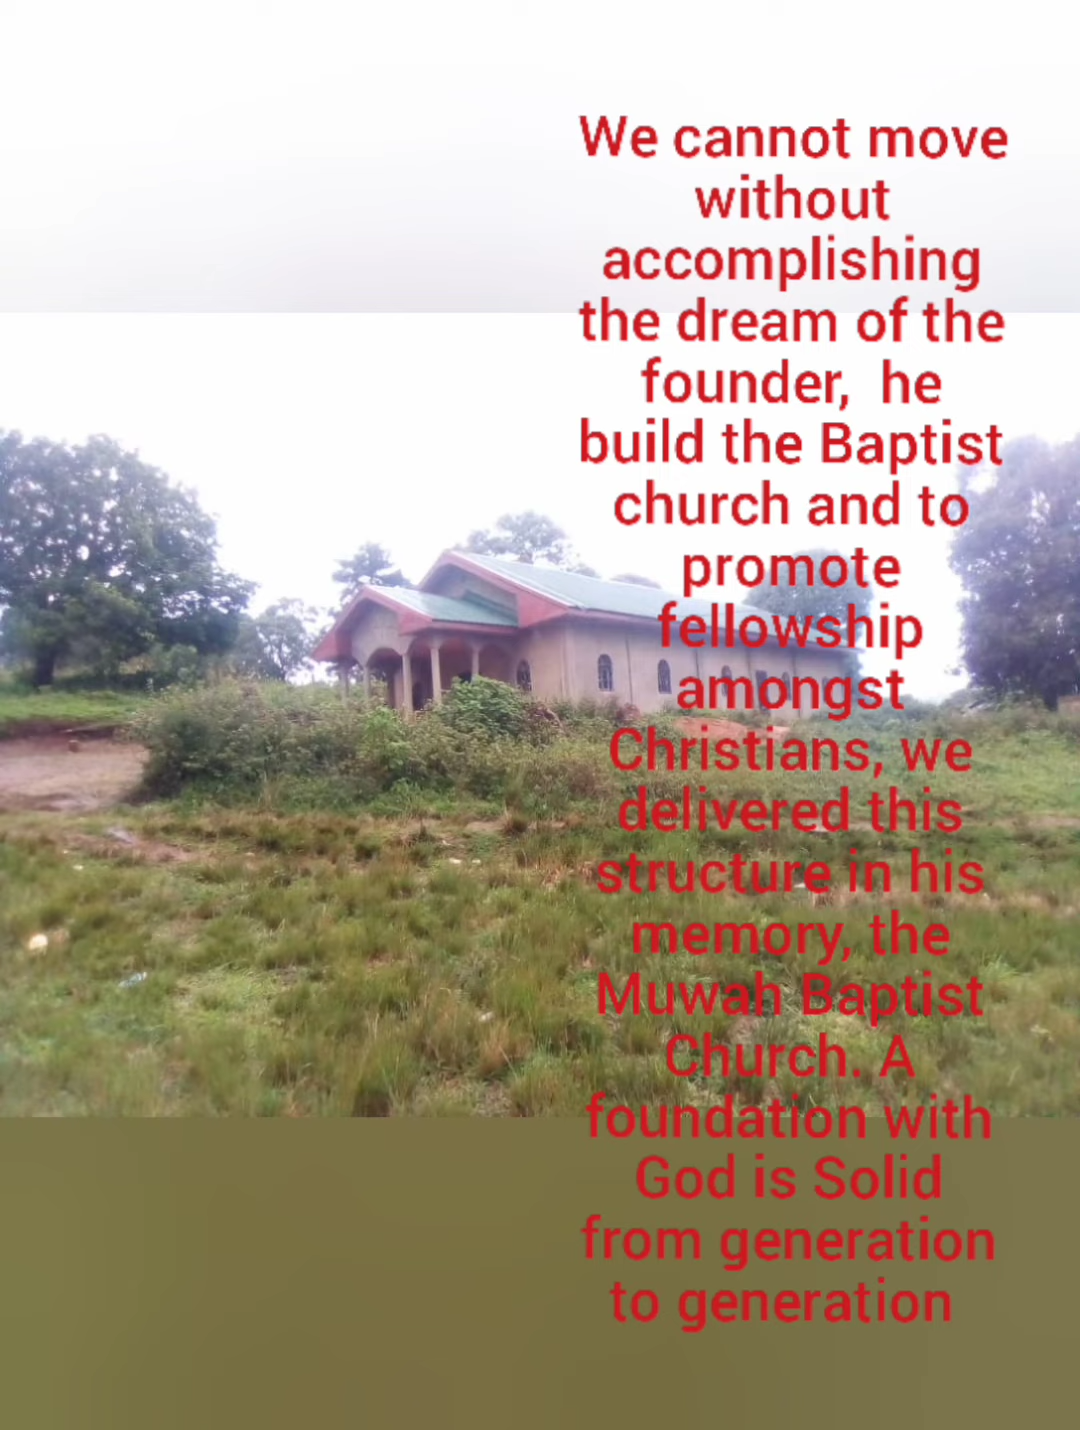 We cannot move
without
accomplishing
the dream of the
founder,  he
build the Baptist
church and to
promote
fellowship
amongst
Christians, we
delivered this
structure in his
memory, the
Muwah Baptist
Church. A
foundation with
God is Solid
from generation
to generation